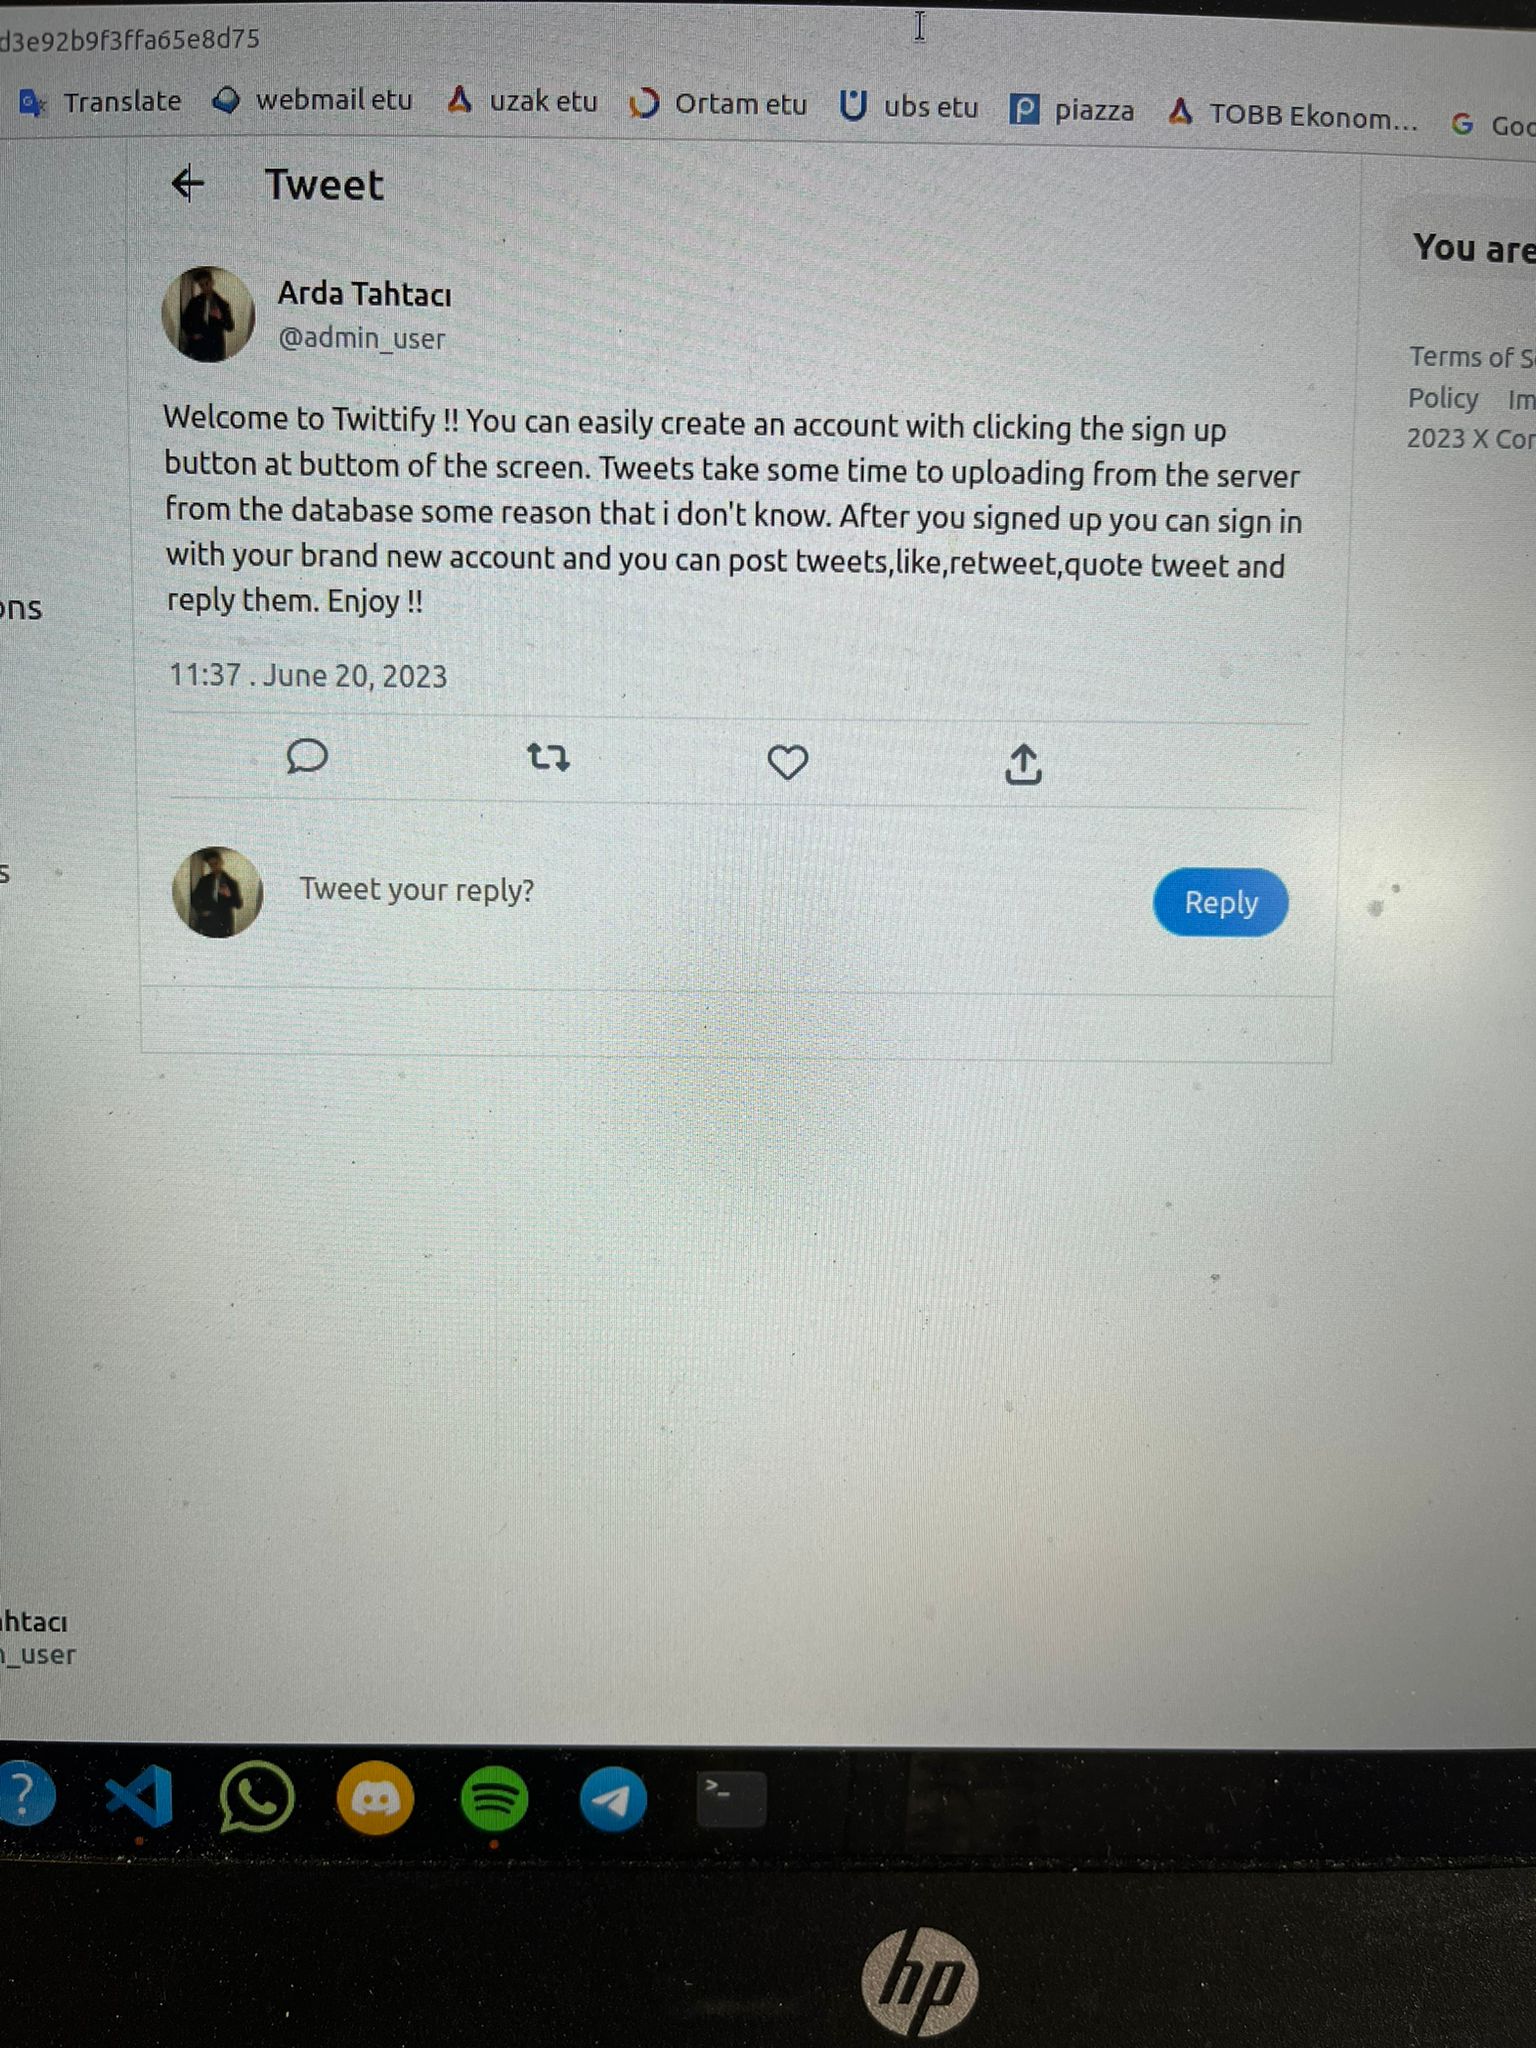 d3e92b9f3ffa65e8d75
Translate webmail etu uzak etu Ortam etu ubs etu piazza TOBB Ekonom... Goo
Tweet
You are
Arda Tahtacı
@admin_user
Terms of S
Policy Im
2023 X Cor
Welcome to Twittify !! You can easily create an account with clicking the sign up
button at buttom of the screen. Tweets take some time to uploading from the server
from the database some reason that i don't know. After you signed up you can sign in
with your brand new account and you can post tweets,like,retweet,quote tweet and
reply them. Enjoy !!
ons
11:37 . June 20, 2023
s
Tweet your reply?
Reply
htacı
_user
hp